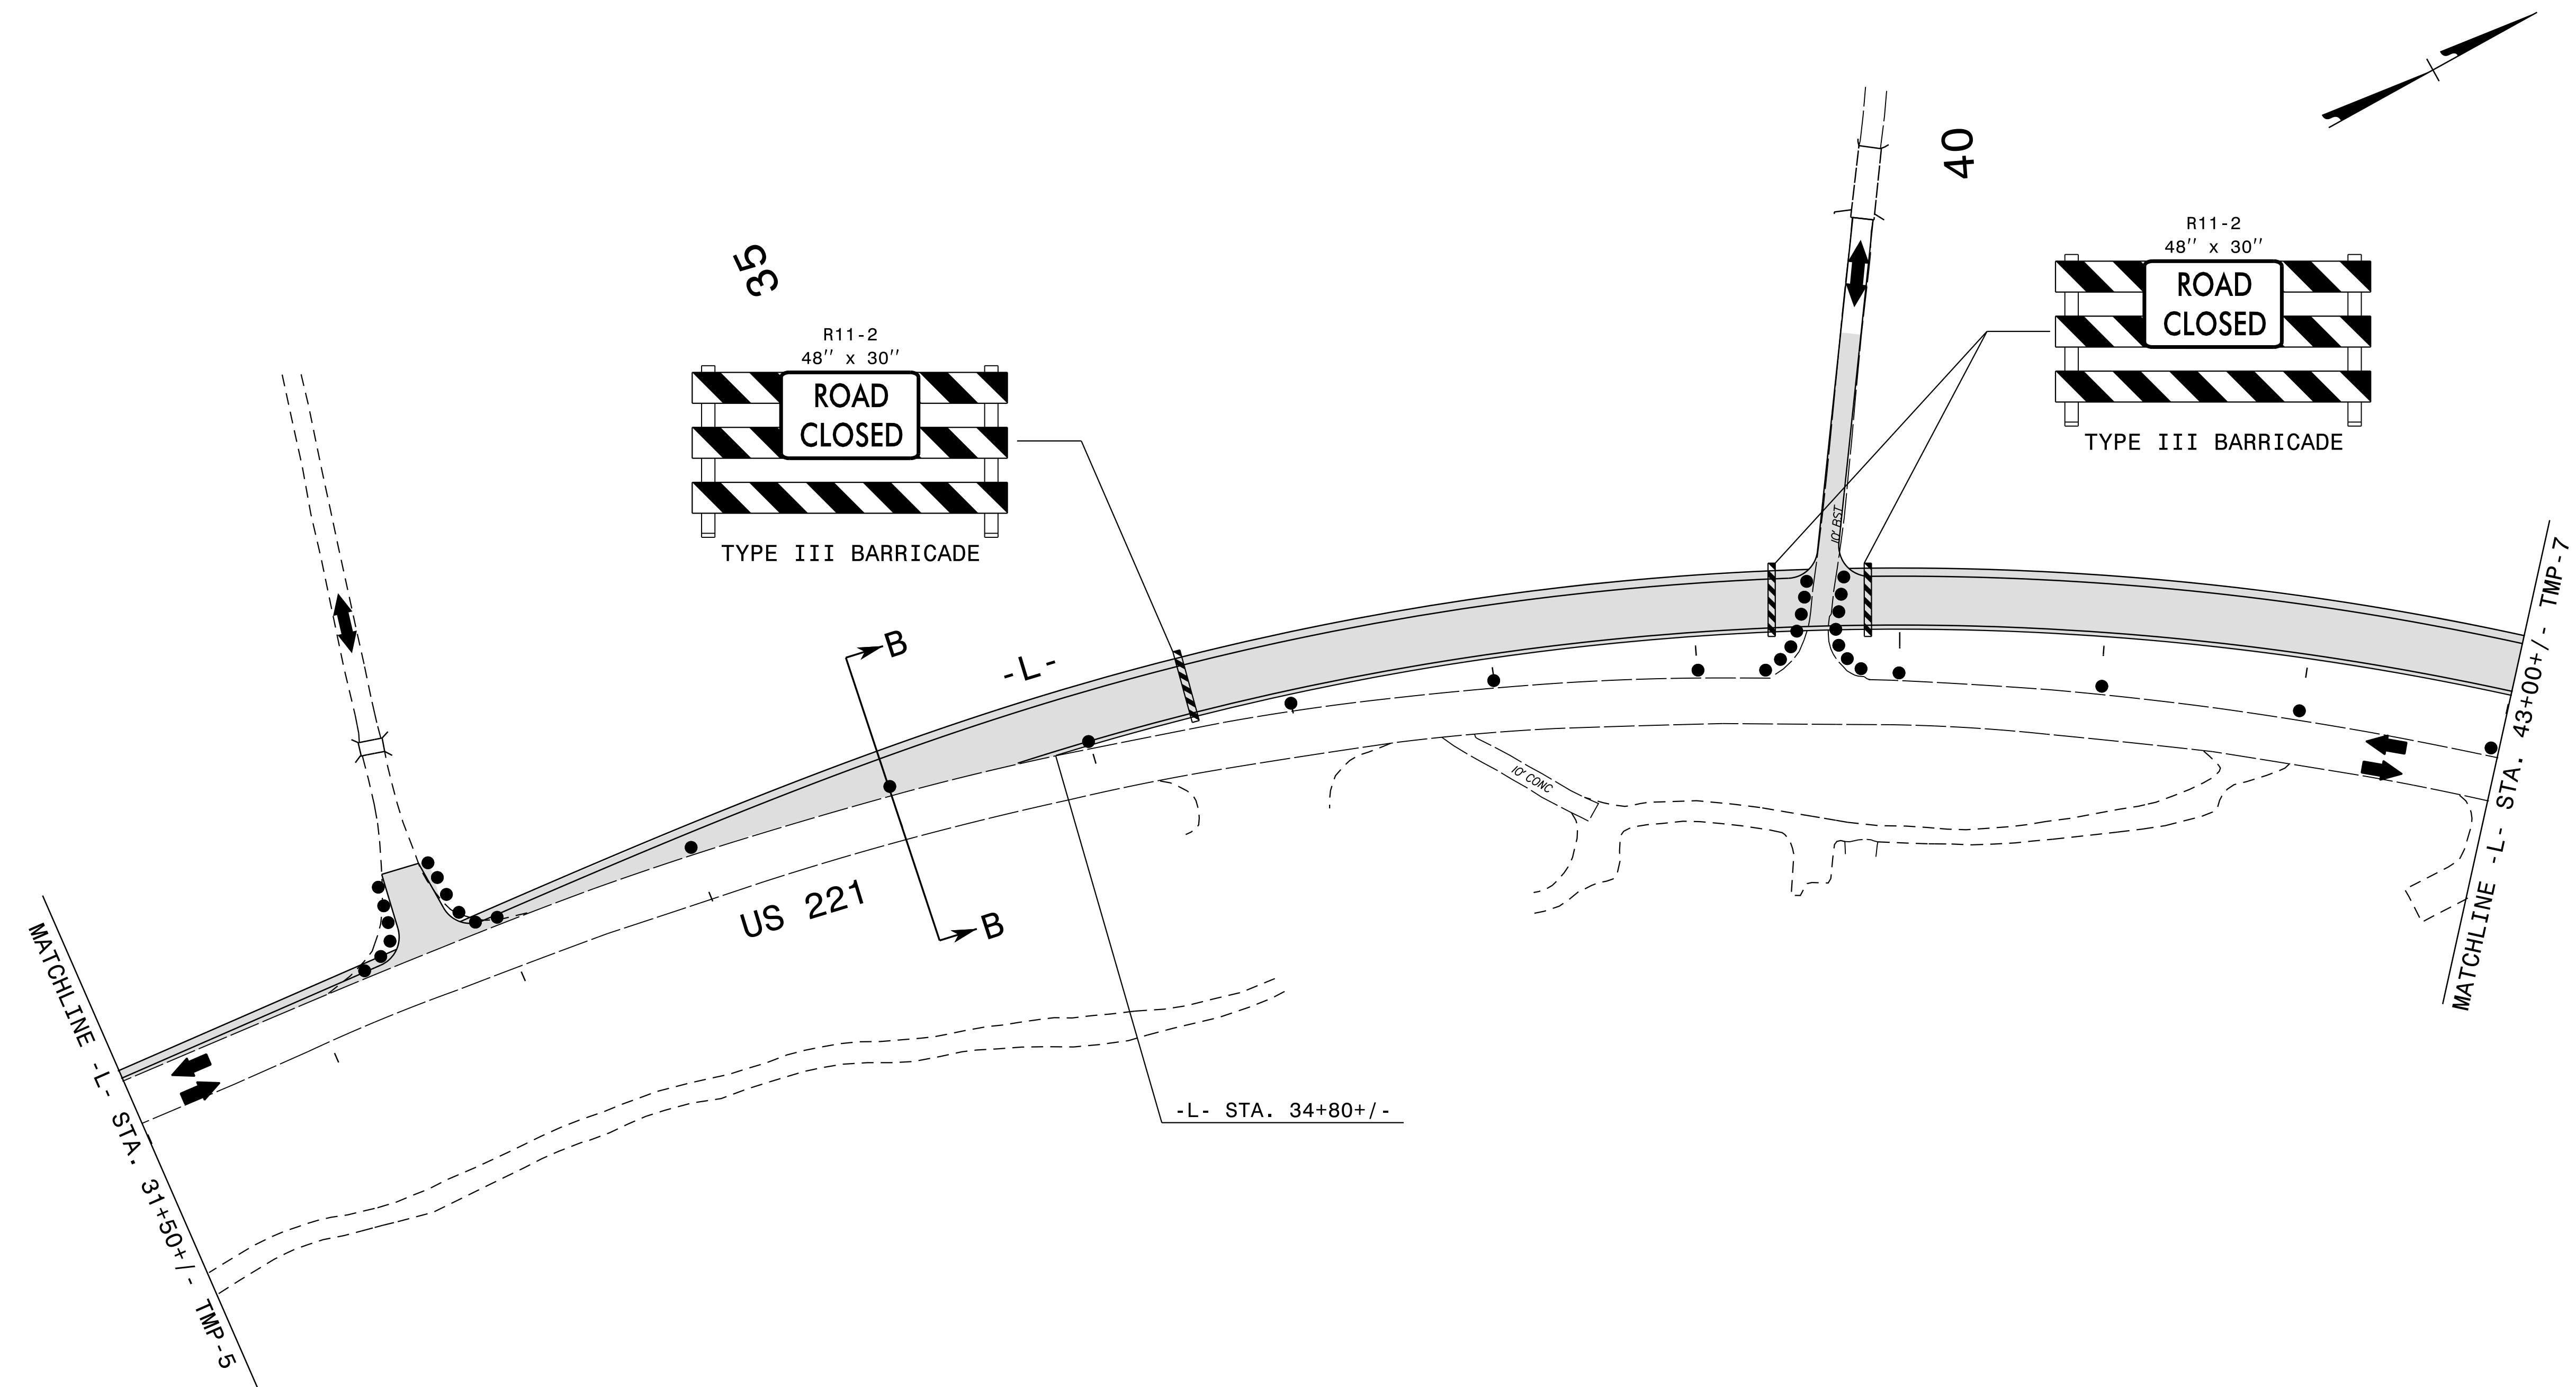 40
R11-2
48'' x 30''
ROAD
CLOSED
TYPE III BARRICADE
35
R11-2
48'' x 30''
ROAD
CLOSED
TYPE III BARRICADE
10' BST
B
-L-
B
US 221
10' CONC
-L- STA. 34+80+/-
MATCHLINE -L- STA. 31+50+/- TMP-5
MATCHLINE -L- STA. 43+00+/- TMP-7